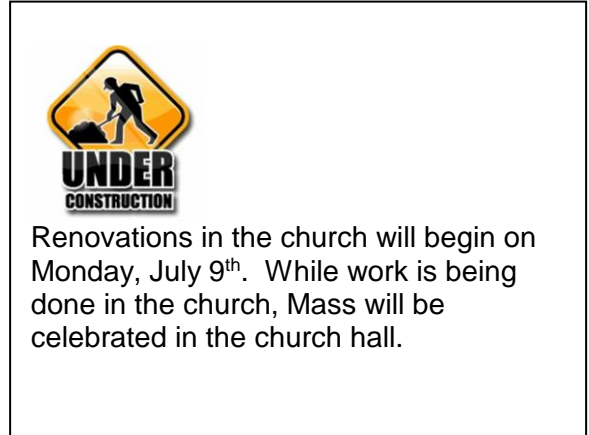 UNDER
CONSTRUCTION
Renovations in the church will begin on
Monday, July 9th.  While work is being
done in the church, Mass will be
celebrated in the church hall.